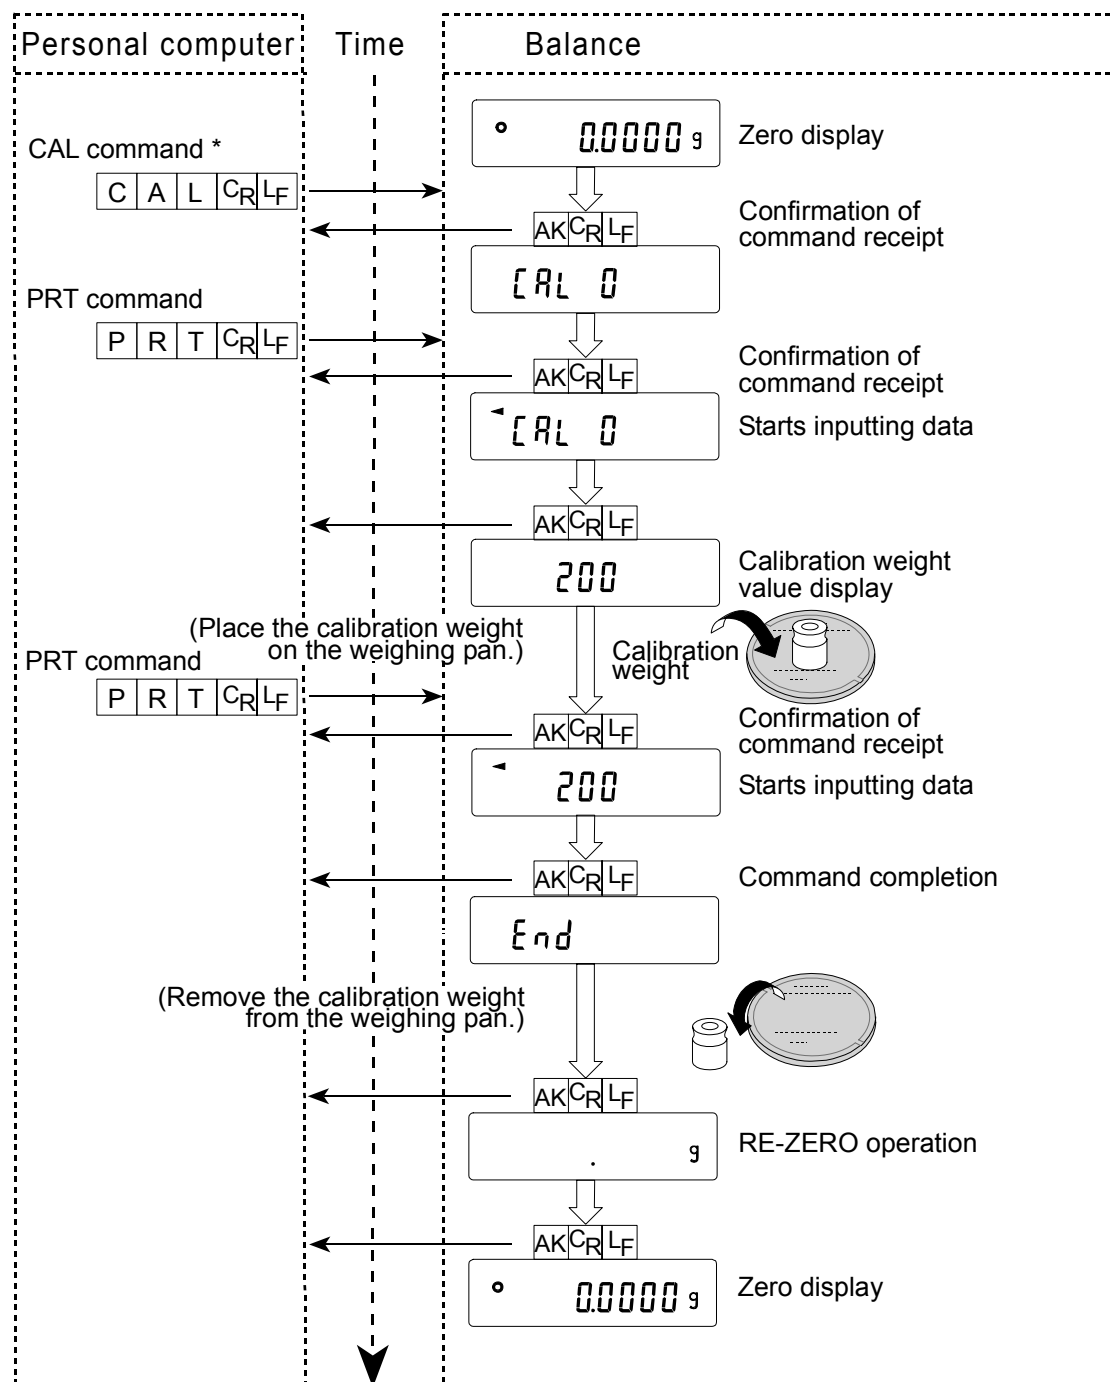 Personal computer Time Balance
0.0000 g Zero display
CAL command *
C A L CR LF
AK CR LF Confirmation of
command receipt
CAL 0
PRT command
P R T CR LF
AK CR LF Confirmation of
command receipt
CAL 0 Starts inputting data
AK CR LF
200 Calibration weight
value display
(Place the calibration weight
on the weighing pan.)
Calibration
weight
PRT command
P R T CR LF
AK CR LF Confirmation of
command receipt
200 Starts inputting data
AK CR LF Command completion
End
(Remove the calibration weight
from the weighing pan.)
AK CR LF
. g RE-ZERO operation
AK CR LF
0.0000 g Zero display